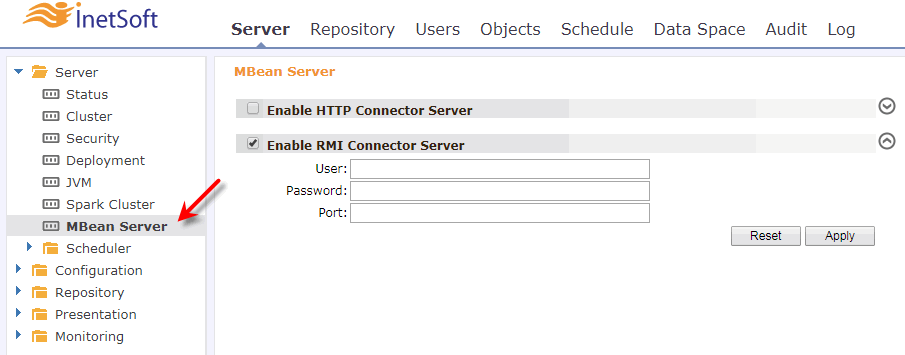 InetSoft
Server Repository Users Objects Schedule Data Space Audit Log
Server
Status
Cluster
Security
Deployment
JVM
Spark Cluster
MBean Server
Scheduler
Configuration
Repository
Presentation
Monitoring
MBean Server
Enable HTTP Connector Server
Enable RMI Connector Server
User:
Password:
Port:
Reset Apply